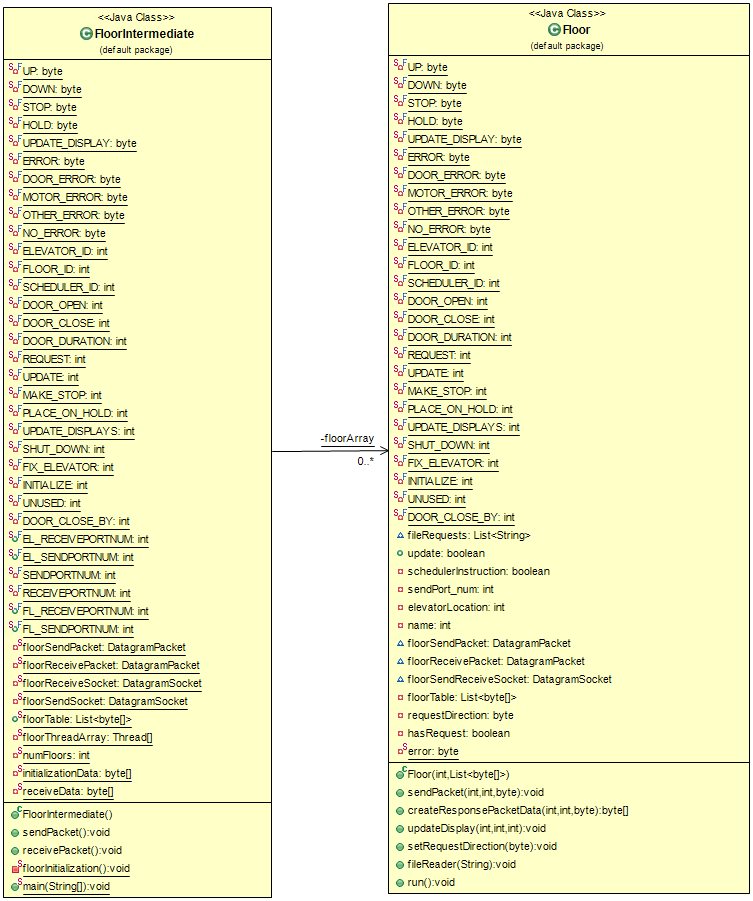 <<Java Class>>
FloorIntermediate
(default package)
UP: byte
DOWN: byte
STOP: byte
HOLD: byte
UPDATE_DISPLAY: byte
ERROR: byte
DOOR_ERROR: byte
MOTOR_ERROR: byte
OTHER_ERROR: byte
NO_ERROR: byte
ELEVATOR_ID: int
FLOOR_ID: int
SCHEDULER_ID: int
DOOR_OPEN: int
DOOR_CLOSE: int
DOOR_DURATION: int
REQUEST: int
UPDATE: int
MAKE_STOP: int
PLACE_ON_HOLD: int
UPDATE_DISPLAYS: int
SHUT_DOWN: int
FIX_ELEVATOR: int
INITIALIZE: int
UNUSED: int
DOOR_CLOSE_BY: int
EL_RECEIVEPORTNUM: int
EL_SENDPORTNUM: int
SENDPORTNUM: int
RECEIVEPORTNUM: int
FL_RECEIVEPORTNUM: int
FL_SENDPORTNUM: int
floorSendPacket: DatagramPacket
floorReceivePacket: DatagramPacket
floorReceiveSocket: DatagramSocket
floorSendSocket: DatagramSocket
floorTable: List<byte[]>
floorThreadArray: Thread[]
numFloors: int
initializationData: byte[]
receiveData: byte[]
FloorIntermediate()
sendPacket():void
receivePacket():void
floorInitialization():void
main(String[]):void
-floorArray
0..*
<<Java Class>>
Floor
(default package)
UP: byte
DOWN: byte
STOP: byte
HOLD: byte
UPDATE_DISPLAY: byte
ERROR: byte
DOOR_ERROR: byte
MOTOR_ERROR: byte
OTHER_ERROR: byte
NO_ERROR: byte
ELEVATOR_ID: int
FLOOR_ID: int
SCHEDULER_ID: int
DOOR_OPEN: int
DOOR_CLOSE: int
DOOR_DURATION: int
REQUEST: int
UPDATE: int
MAKE_STOP: int
PLACE_ON_HOLD: int
UPDATE_DISPLAYS: int
SHUT_DOWN: int
FIX_ELEVATOR: int
INITIALIZE: int
UNUSED: int
DOOR_CLOSE_BY: int
fileRequests: List<String>
update: boolean
schedulerInstruction: boolean
sendPort_num: int
elevatorLocation: int
name: int
floorSendPacket: DatagramPacket
floorReceivePacket: DatagramPacket
floorSendReceiveSocket: DatagramSocket
floorTable: List<byte[]>
requestDirection: byte
hasRequest: boolean
error: byte
Floor(int,List<byte[]>)
sendPacket(int,int,byte):void
createResponsePacketData(int,int,byte):byte[]
updateDisplay(int,int,int):void
setRequestDirection(byte):void
fileReader(String):void
run():void